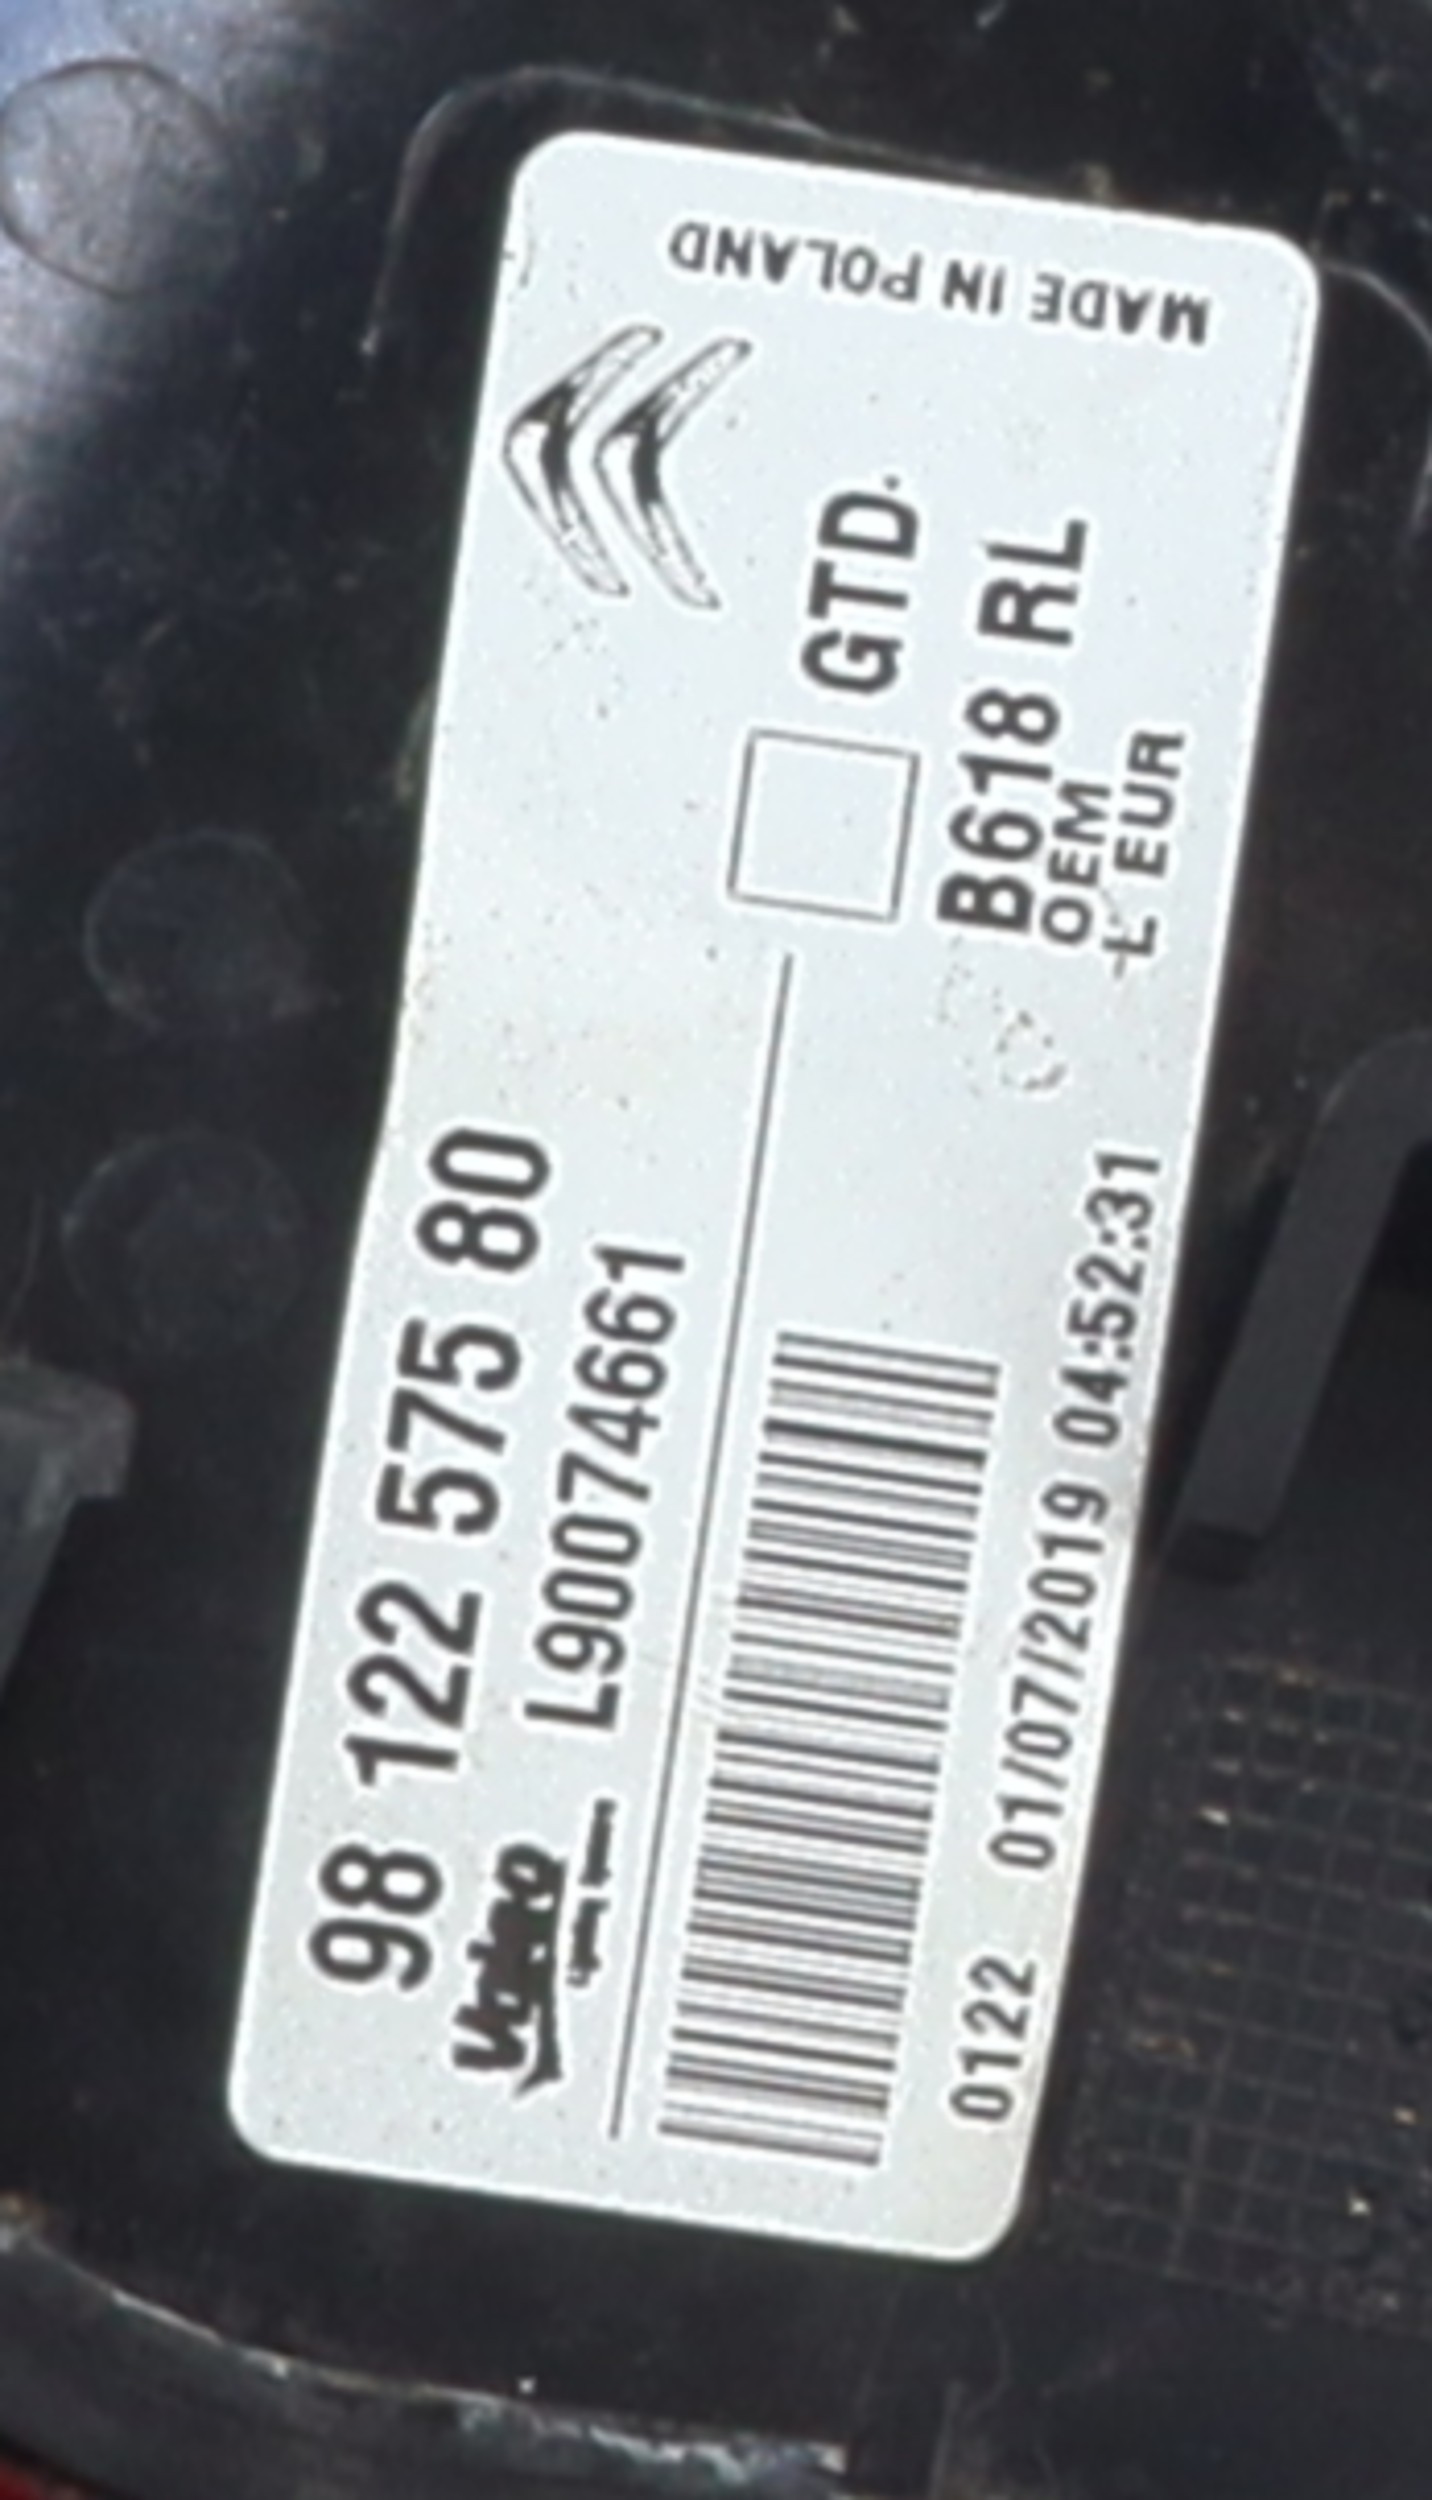 98 122 575 80
Valeo L90074661
GTD.
B618 RL
OEM
L EUR
0122 01/07/2019 04:52:31
MADE IN POLAND